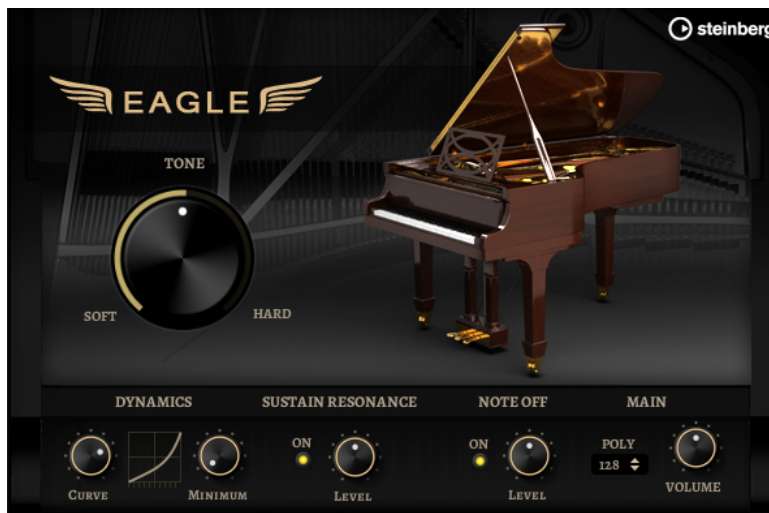 steinberg
EAGLE
TONE
SOFT
HARD
DYNAMICS
SUSTAIN RESONANCE
NOTE OFF
MAIN
ON
ON
POLY
128
CURVE
MINIMUM
LEVEL
LEVEL
VOLUME